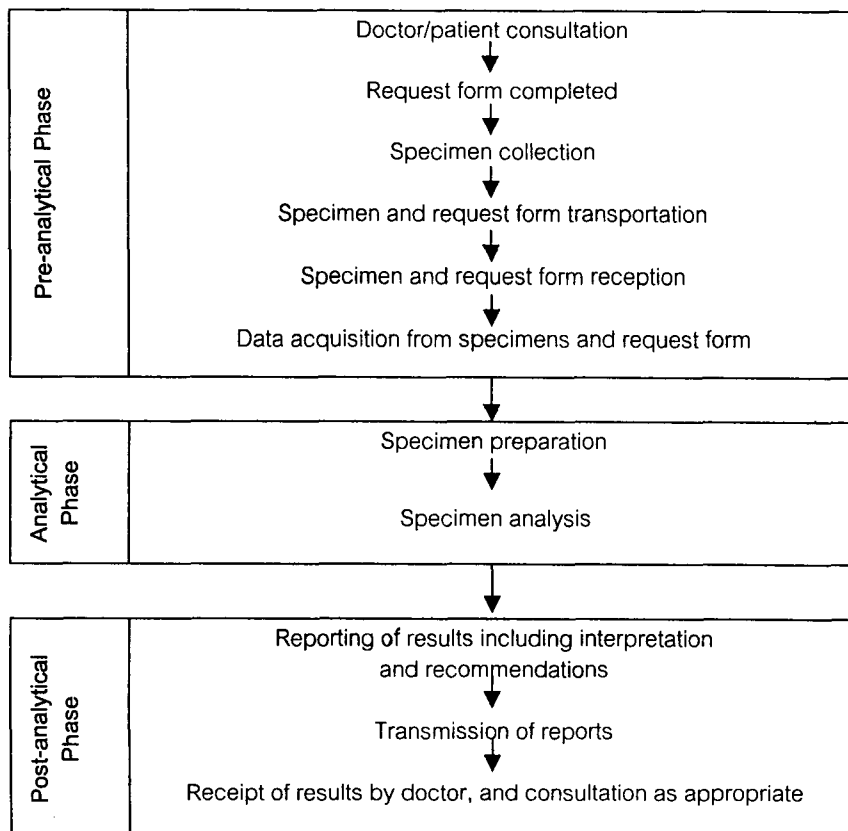 Pre-analytical Phase
Doctor/patient consultation
Request form completed
Specimen collection
Specimen and request form transportation
Specimen and request form reception
Data acquisition from specimens and request form
Analytical
Phase
Specimen preparation
Specimen analysis
Post-analytical
Phase
Reporting of results including interpretation
and recommendations
Transmission of reports
Receipt of results by doctor, and consultation as appropriate